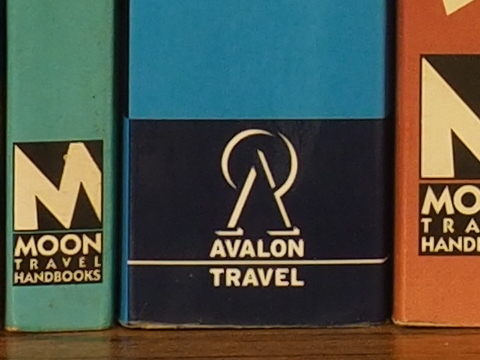 MOON
TRAVEL
HANDBOOKS
AVALON
TRAVEL
MO
TRA
HAND